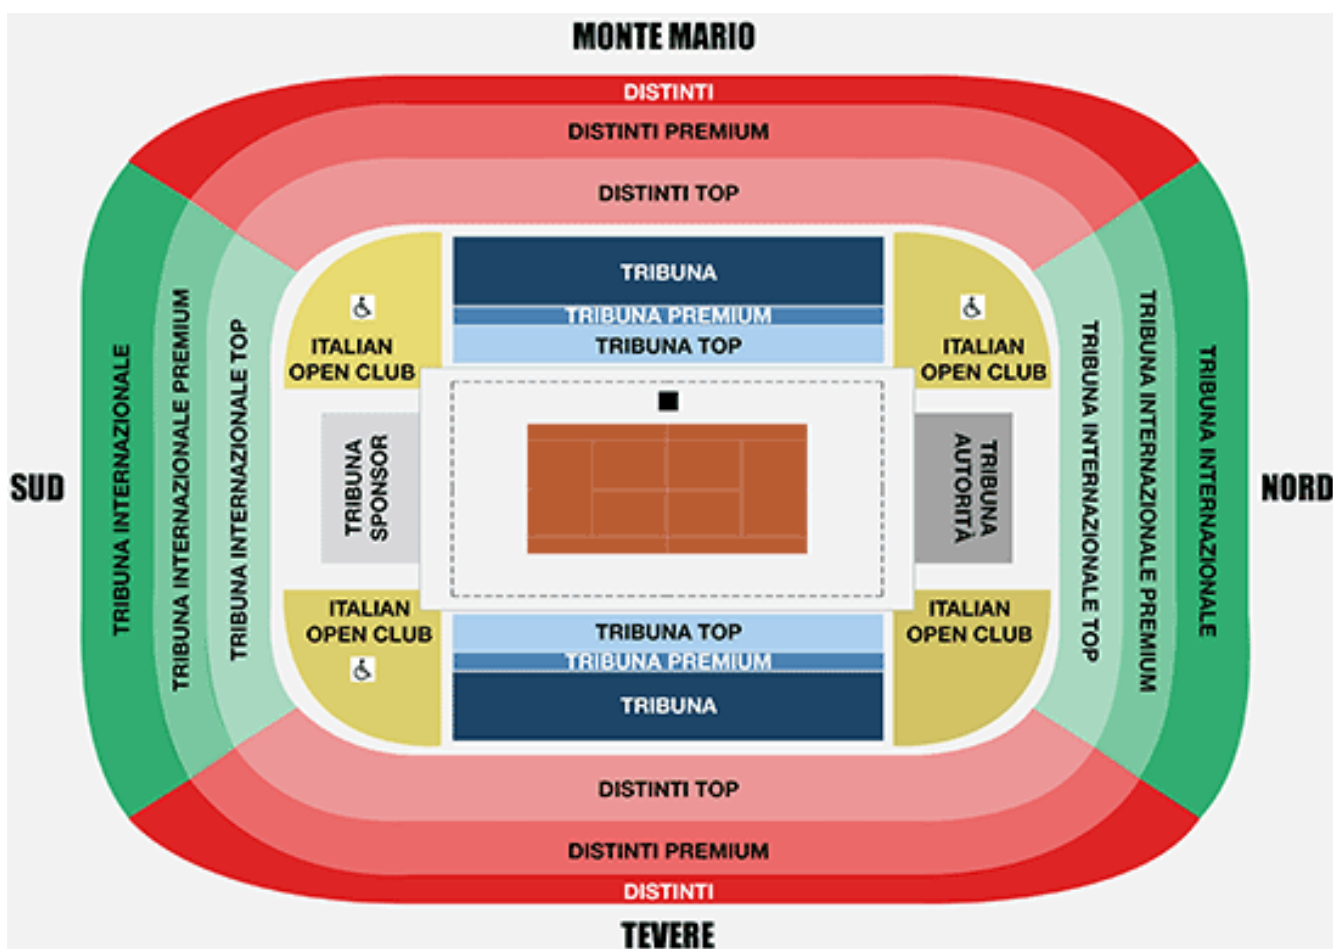 MONTE MARIO
DISTINTI
DISTINTI PREMIUM
DISTINTI TOP
TRIBUNA
TRIBUNA PREMIUM
TRIBUNA TOP
ITALIAN
OPEN CLUB
ITALIAN
OPEN CLUB
SUD
TRIBUNA INTERNAZIONALE
TRIBUNA INTERNAZIONALE PREMIUM
TRIBUNA INTERNAZIONALE TOP
TRIBUNA
SPONSOR
TRIBUNA
AUTORITÀ
TRIBUNA INTERNAZIONALE TOP
TRIBUNA INTERNAZIONALE PREMIUM
TRIBUNA INTERNAZIONALE
NORD
ITALIAN
OPEN CLUB
ITALIAN
OPEN CLUB
TRIBUNA TOP
TRIBUNA PREMIUM
TRIBUNA
DISTINTI TOP
DISTINTI PREMIUM
DISTINTI
TEVERE